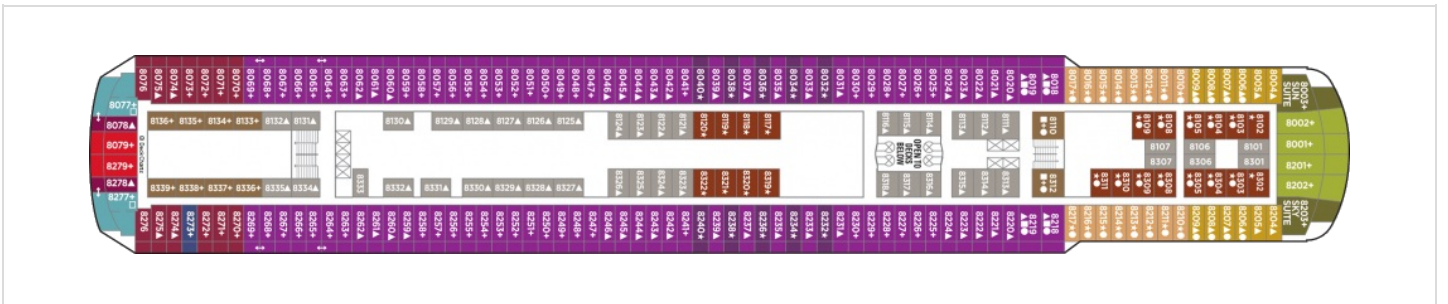 8076 8075▲ 8074▲ 8073+ 8072+ 8071+ 8070+ 8069+ 8068+ 8067+ 8066+ 8065+ 8064+ 8063+ 8062▲ 8061▲ 8060▲ 8059+ 8058+ 8057+ 8056+ 8055+ 8054+ 8053+ 8052+ 8051+ 8050+ 8049+ 8048+ 8047+ 8046▲ 8045▲ 8044▲ 8043▲ 8042▲ 8041+ 8040★ 8039▲ 8038★ 8037▲ 8036★ 8035▲ 8034★ 8033▲ 8032★ 8031▲ 8030+ 8029+ 8028+ 8027+ 8026+ 8025+ 8024▲ 8023▲ 8022▲ 8021▲ 8020▲ 8019 8018 8017★● 8016★● 8015★● 8014★● 8013★● 8012★● 8011★● 8010★● 8009▲● 8008▲● 8007▲● 8006▲● 8005▲ 8004▲
8003+ SUN SUITE
8077+
8078▲
8079+
8279+
8278▲
8277+
8136+ 8135+ 8134+ 8133+ 8132▲ 8131▲ 8130▲ 8129▲ 8128▲ 8127▲ 8126▲ 8125▲ 8124▲ 8123▲ 8122▲ 8121▲ 8120★ 8119★ 8118★ 8117★ 8116▲ 8115▲ 8114▲ 8113▲ 8112▲ 8111▲ 8110 8109 8108 8105 8104 8103 8102
8107 8106 8101
8307 8306 8301
OPEN TO DECKS BELOW
8339+ 8338+ 8337+ 8336+ 8335▲ 8334▲ 8333 8332▲ 8331▲ 8330▲ 8329▲ 8328▲ 8327▲ 8326▲ 8325▲ 8324▲ 8323▲ 8322★ 8321★ 8320★ 8319★ 8318▲ 8317▲ 8316▲ 8315▲ 8314▲ 8313▲ 8312 8311 8310 8309 8308 8305 8304 8303 8302
8002+
8001+
8201+
8202+
8276 8275▲ 8274▲ 8273+ 8272+ 8271+ 8270+ 8269+ 8268+ 8267+ 8266+ 8265+ 8264+ 8263+ 8262▲ 8261▲ 8260▲ 8259+ 8258+ 8257+ 8256+ 8255+ 8254+ 8253+ 8252+ 8251+ 8250+ 8249+ 8248+ 8247+ 8246▲ 8245▲ 8244▲ 8243▲ 8242▲ 8241+ 8240★ 8239▲ 8238★ 8237▲ 8236★ 8235▲ 8234★ 8233▲ 8232★ 8231▲ 8230+ 8229+ 8228+ 8227+ 8226+ 8225+ 8224▲ 8223▲ 8222▲ 8221▲ 8220▲ 8219 8218 8217★● 8216★● 8215★● 8214★● 8213★● 8212★● 8211★● 8210★● 8209▲● 8208▲● 8207▲● 8206▲● 8205▲ 8204▲
8203+ SKY SUITE